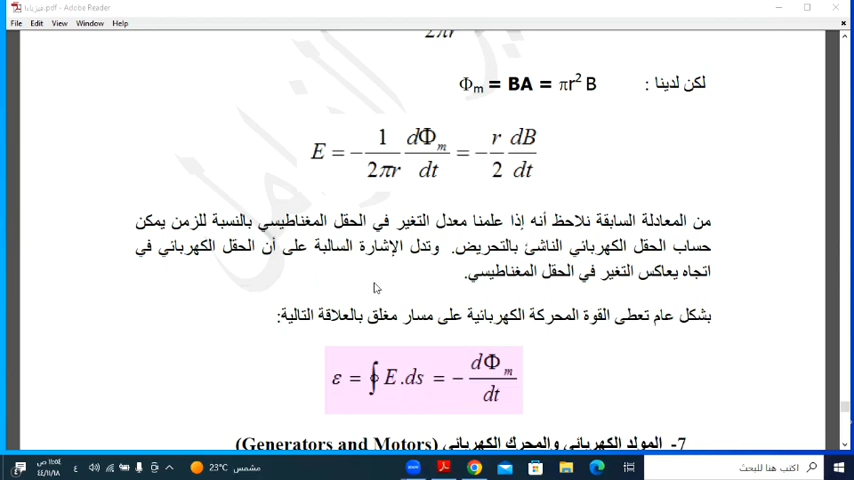 فيزياء١.pdf - Adobe Reader
File Edit View Window Help
2πr
لكن لدينا : Φm = BA = πr² B
E = - 1/2πr dΦm/dt = - r/2 dB/dt
من المعادلة السابقة نلاحظ أنه إذا علمنا معدل التغير في الحقل المغناطيسي بالنسبة للزمن يمكن
حساب الحقل الكهربائي الناشئ بالتحريض. وتدل الإشارة السالبة على أن الحقل الكهربائي في
اتجاه يعاكس التغير في الحقل المغناطيسي.
بشكل عام تعطى القوة المحركة الكهربائية على مسار مغلق بالعلاقة التالية:
ε = ∮ E .ds = - dΦm/dt
7- المولد الكهربائي والمحرك الكهربائي (Generators and Motors)
اكتب هنا للبحث
23°C مشمس
ع